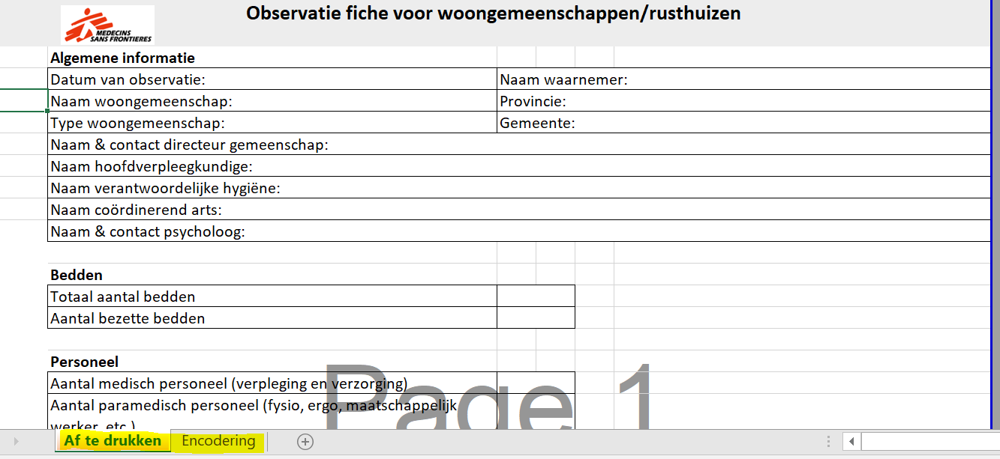 Observatie fiche voor woongemeenschappen/rusthuizen
MEDECINS
SANS FRONTIERES
Algemene informatie
Datum van observatie: Naam waarnemer:
Naam woongemeenschap: Provincie:
Type woongemeenschap: Gemeente:
Naam & contact directeur gemeenschap:
Naam hoofdverpleegkundige:
Naam verantwoordelijke hygiëne:
Naam coördinerend arts:
Naam & contact psycholoog:
Bedden
Totaal aantal bedden
Aantal bezette bedden
Personeel
Aantal medisch personeel (verpleging en verzorging)
Aantal paramedisch personeel (fysio, ergo, maatschappelijk
werker, etc.)
Page 1
Af te drukken Encodering